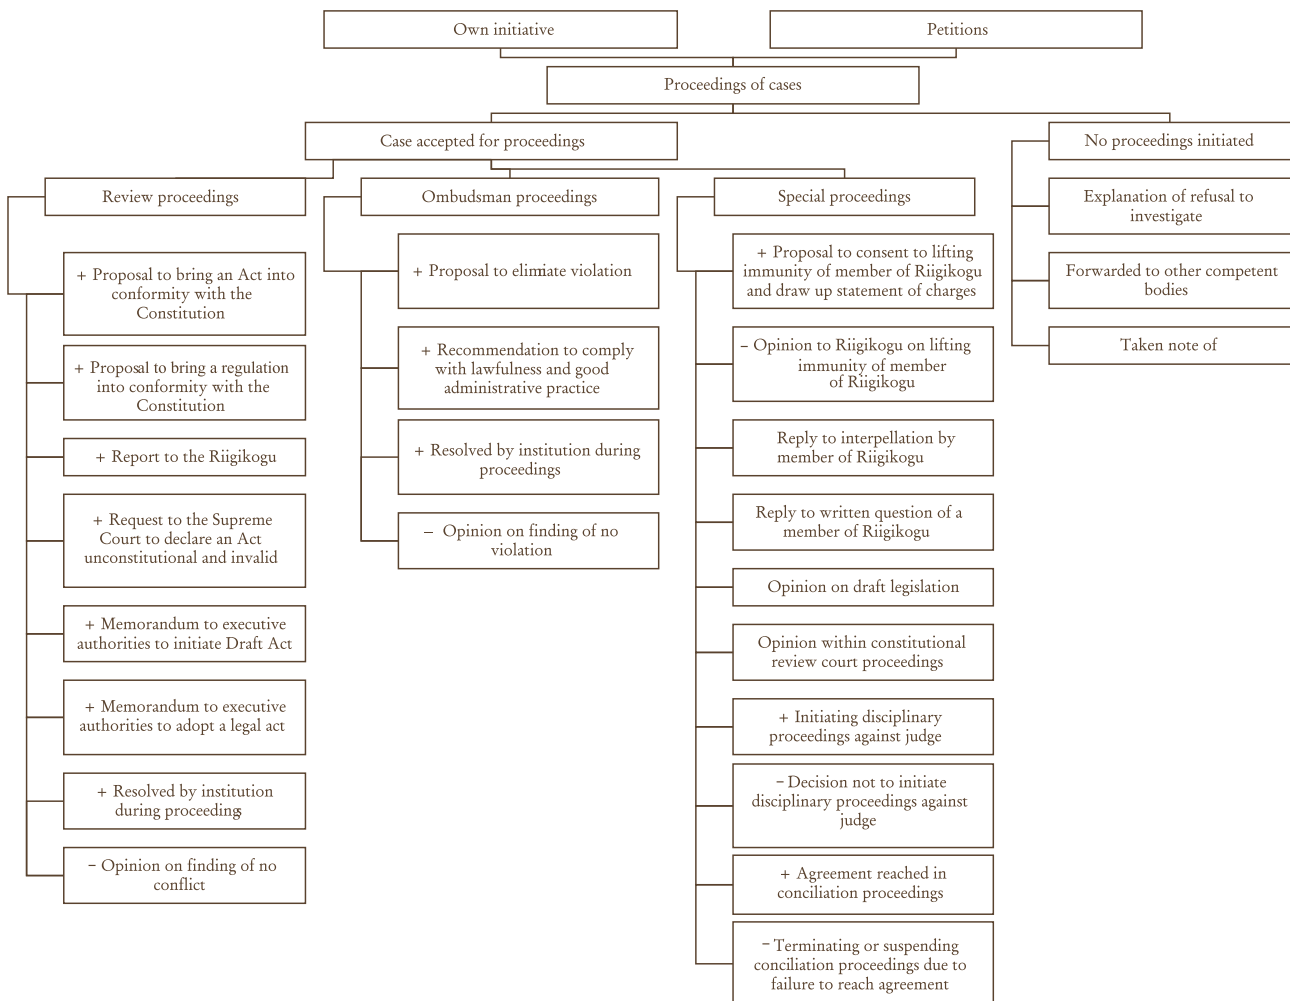 Own initiative
Petitions
Proceedings of cases
Case accepted for proceedings
No proceedings initiated
Review proceedings
+ Proposal to bring an Act into
conformity with the
Constitution
+ Proposal to bring a regulation
into conformity with the
Constitution
+ Report to the Riigikogu
+ Request to the Supreme
Court to declare an Act
unconstitutional and invalid
+ Memorandum to executive
authorities to initiate Draft Act
+ Memorandum to executive
authorities to adopt a legal act
+ Resolved by institution
during proceedings
– Opinion on finding of no
conflict
Ombudsman proceedings
+ Proposal to elimiate violation
+ Recommendation to comply
with lawfulness and good
administrative practice
+ Resolved by institution during
proceedings
– Opinion on finding of no
violation
Special proceedings
+ Proposal to consent to lifting
immunity of member of Riigikogu
and draw up statement of charges
– Opinion to Riigikogu on lifting
immunity of member
of Riigikogu
Reply to interpellation by
member of Riigikogu
Reply to written question of a
member of Riigikogu
Opinion on draft legislation
Opinion within constitutional
review court proceedings
+ Initiating disciplinary
proceedings against judge
– Decision not to initiate
disciplinary proceedings against
judge
+ Agreement reached in
conciliation proceedings
– Terminating or suspending
conciliation proceedings due to
failure to reach agreement
Explanation of refusal to
investigate
Forwarded to other competent
bodies
Taken note of